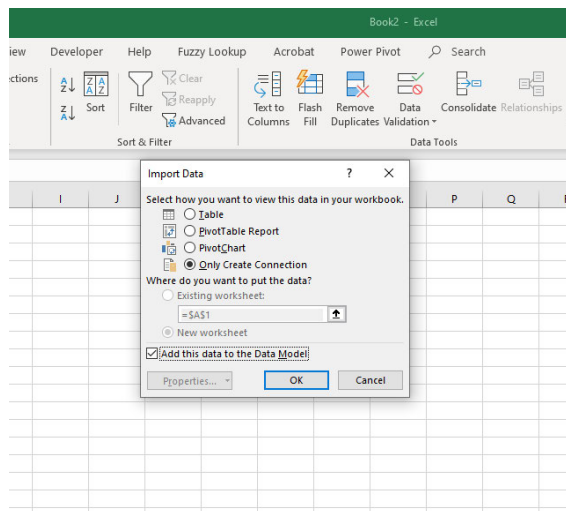 Book2 - Excel
iew Developer Help Fuzzy Lookup Acrobat Power Pivot Search
ctions Clear
Reapply
Advanced
Sort Filter Text to Columns Flash Fill Remove Duplicates Data Validation Consolidate Relationships
Sort & Filter Data Tools
Import Data ? X
I J P Q
Select how you want to view this data in your workbook.
Table
PivotTable Report
PivotChart
Only Create Connection
Where do you want to put the data?
Existing worksheet:
=$A$1
New worksheet
Add this data to the Data Model
Properties... OK Cancel